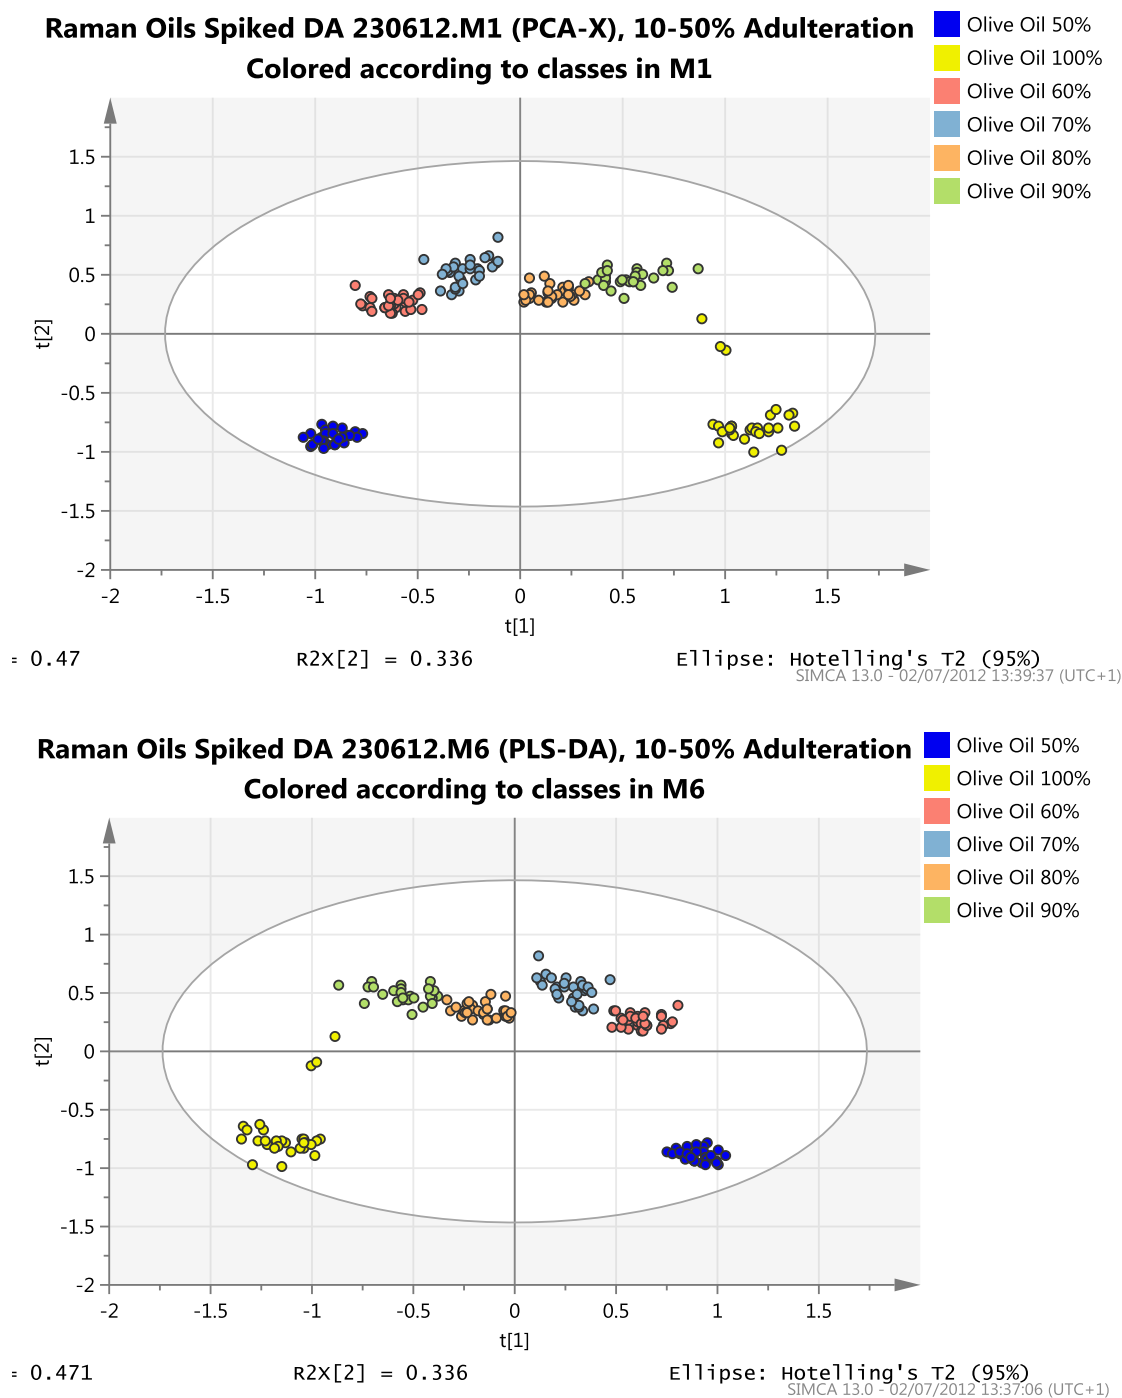 Raman Oils Spiked DA 230612.M1 (PCA-X), 10-50% Adulteration
Colored according to classes in M1
Olive Oil 50%
Olive Oil 100%
Olive Oil 60%
Olive Oil 70%
Olive Oil 80%
Olive Oil 90%
1.5
1
0.5
0
-0.5
-1
-1.5
-2
t[2]
-2 -1.5 -1 -0.5 0 0.5 1 1.5
t[1]
= 0.47 R2X[2] = 0.336 Ellipse: Hotelling's T2 (95%)
SIMCA 13.0 - 02/07/2012 13:39:37 (UTC+1)
Raman Oils Spiked DA 230612.M6 (PLS-DA), 10-50% Adulteration
Colored according to classes in M6
Olive Oil 50%
Olive Oil 100%
Olive Oil 60%
Olive Oil 70%
Olive Oil 80%
Olive Oil 90%
1.5
1
0.5
0
-0.5
-1
-1.5
-2
t[2]
-2 -1.5 -1 -0.5 0 0.5 1 1.5
t[1]
= 0.471 R2X[2] = 0.336 Ellipse: Hotelling's T2 (95%)
SIMCA 13.0 - 02/07/2012 13:37:06 (UTC+1)